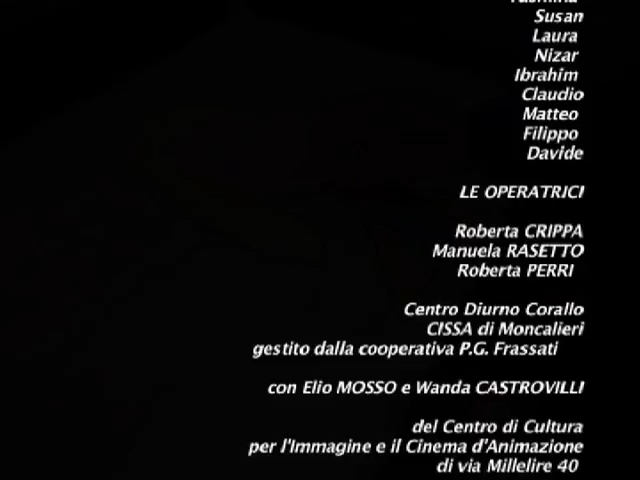 Susan
Laura
Nizar
Ibrahim
Claudio
Matteo
Filippo
Davide
LE OPERATRICI
Roberta CRIPPA
Manuela RASETTO
Roberta PERRI
Centro Diurno Corallo
CISSA di Moncalieri
gestito dalla cooperativa P.G. Frassati
con Elio MOSSO e Wanda CASTROVILLI
del Centro di Cultura
per l'Immagine e il Cinema d'Animazione
di via Millelire 40